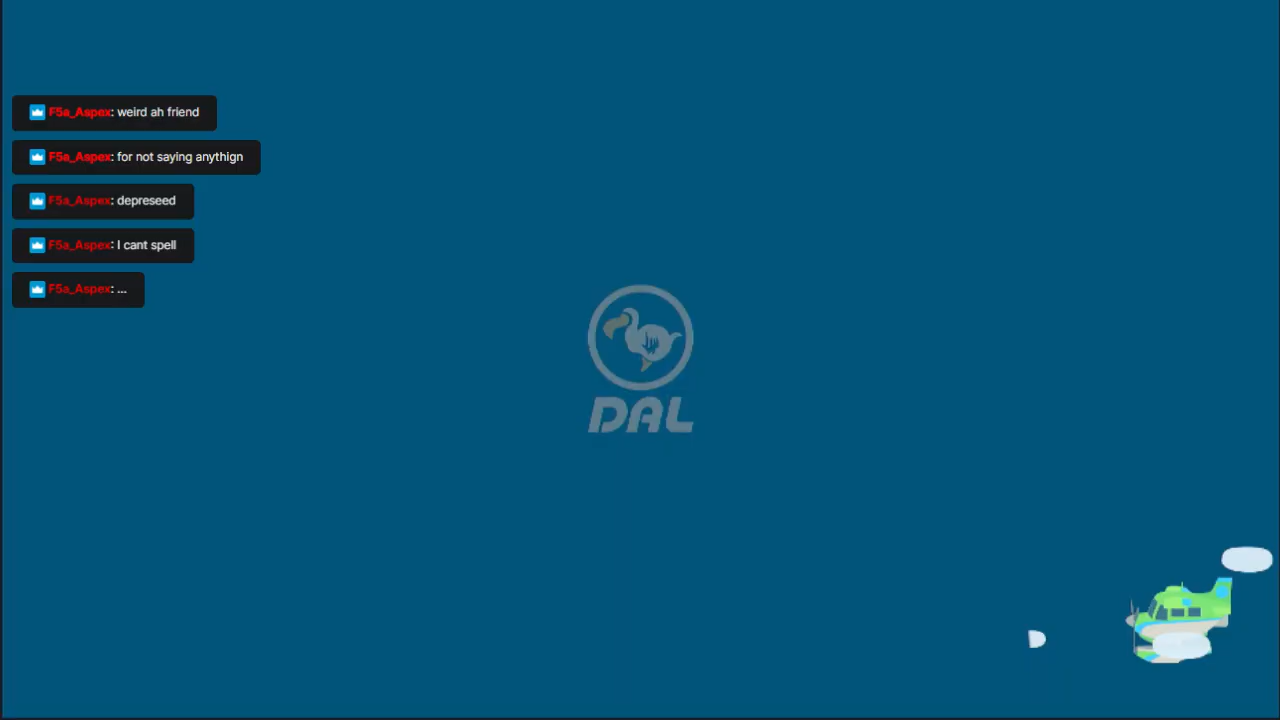 F5a_Aspex: weird ah friend
F5a_Aspex: for not saying anythign
F5a_Aspex: depreseed
F5a_Aspex: I cant spell
F5a_Aspex: ...
DAL